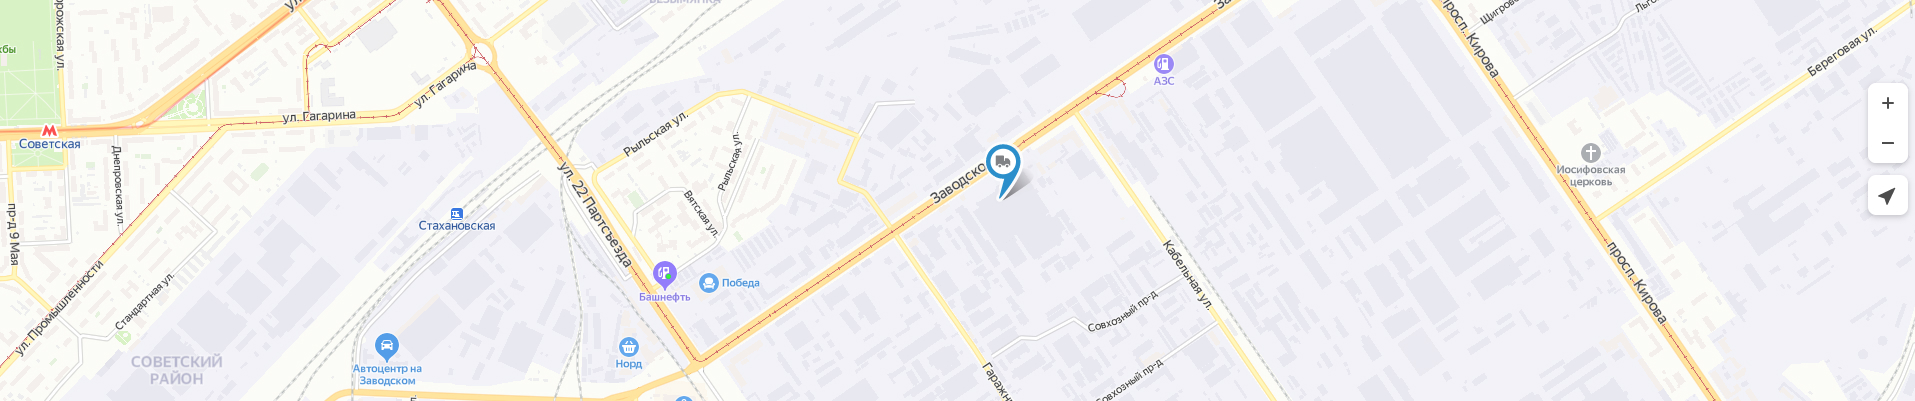 БЕЗЫМЯНКА
просп. Кирова
Береговая ул.
ул. Гагарина
АЗС
ул. Гагарина
Рыльская ул.
Советская
Днепровская ул.
Рыльская ул.
Заводско
Иосифовская
церковь
ул. 22 Партсъезда
Вятская ул.
пр-д 9 Мая
Стахановская
Кабельная ул.
просп. Кирова
Победа
Башнефть
ул. Промышленности
Стандартная ул.
Совхозный пр-д
СОВЕТСКИЙ
РАЙОН
Автоцентр на
Заводском
Норд
Совхозный пр-д